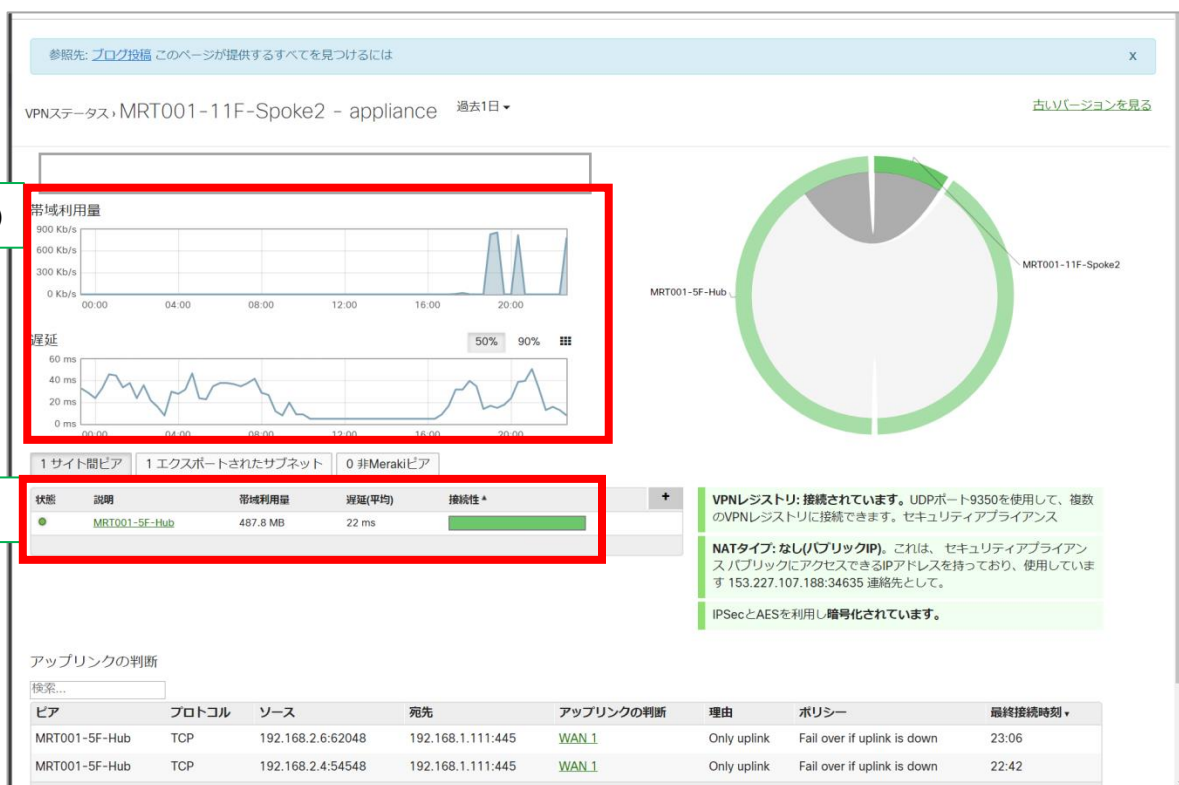 参照先: ブログ投稿 このページが提供するすべてを見つけるには
x
VPNステータス › MRT001-11F-Spoke2 - appliance 過去1日
古いバージョンを見る
帯域利用量
900 Kb/s
600 Kb/s
300 Kb/s
0 Kb/s
00:00 04:00 08:00 12:00 16:00 20:00
遅延
50% 90%
60 ms
40 ms
20 ms
0 ms
00:00 04:00 08:00 12:00 16:00 20:00
MRT001-5F-Hub
MRT001-11F-Spoke2
1 サイト間ピア 1 エクスポートされたサブネット 0 非Merakiピア
状態 説明 帯域利用量 遅延(平均) 接続性 +
MRT001-5F-Hub 487.8 MB 22 ms
VPNレジストリ: 接続されています。UDPポート9350を使用して、複数
のVPNレジストリに接続できます。セキュリティアプライアンス
NATタイプ: なし(パブリックIP)。これは、 セキュリティアプライアン
ス パブリックにアクセスできるIPアドレスを持っており、使用していま
す 153.227.107.188:34635 連絡先として。
IPSecとAESを利用し暗号化されています。
アップリンクの判断
検索...
ピア プロトコル ソース 宛先 アップリンクの判断 理由 ポリシー 最終接続時刻
MRT001-5F-Hub TCP 192.168.2.6:62048 192.168.1.111:445 WAN 1 Only uplink Fail over if uplink is down 23:06
MRT001-5F-Hub TCP 192.168.2.4:54548 192.168.1.111:445 WAN 1 Only uplink Fail over if uplink is down 22:42